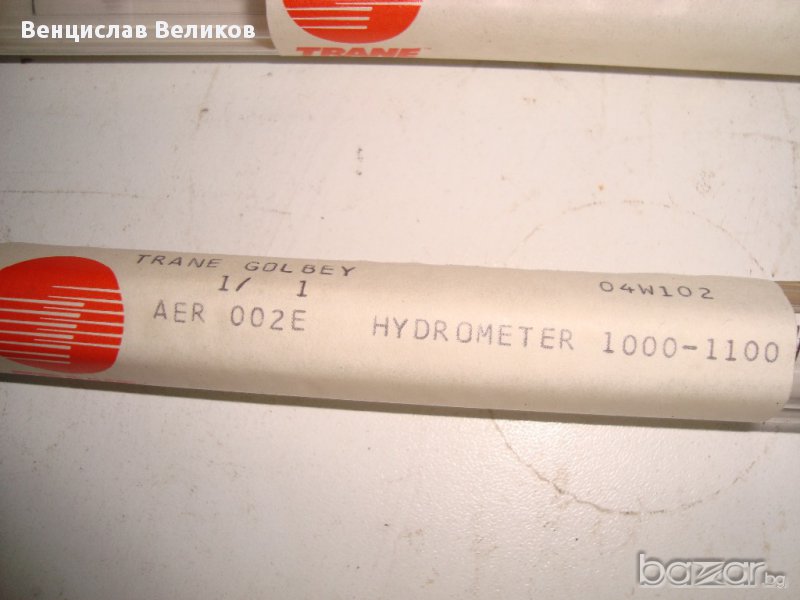 Венцислав Великов
TRANE
TRANE GOLBEY
1/ 1
04W102
AER 002E
HYDROMETER 1000-1100
bazar.bg